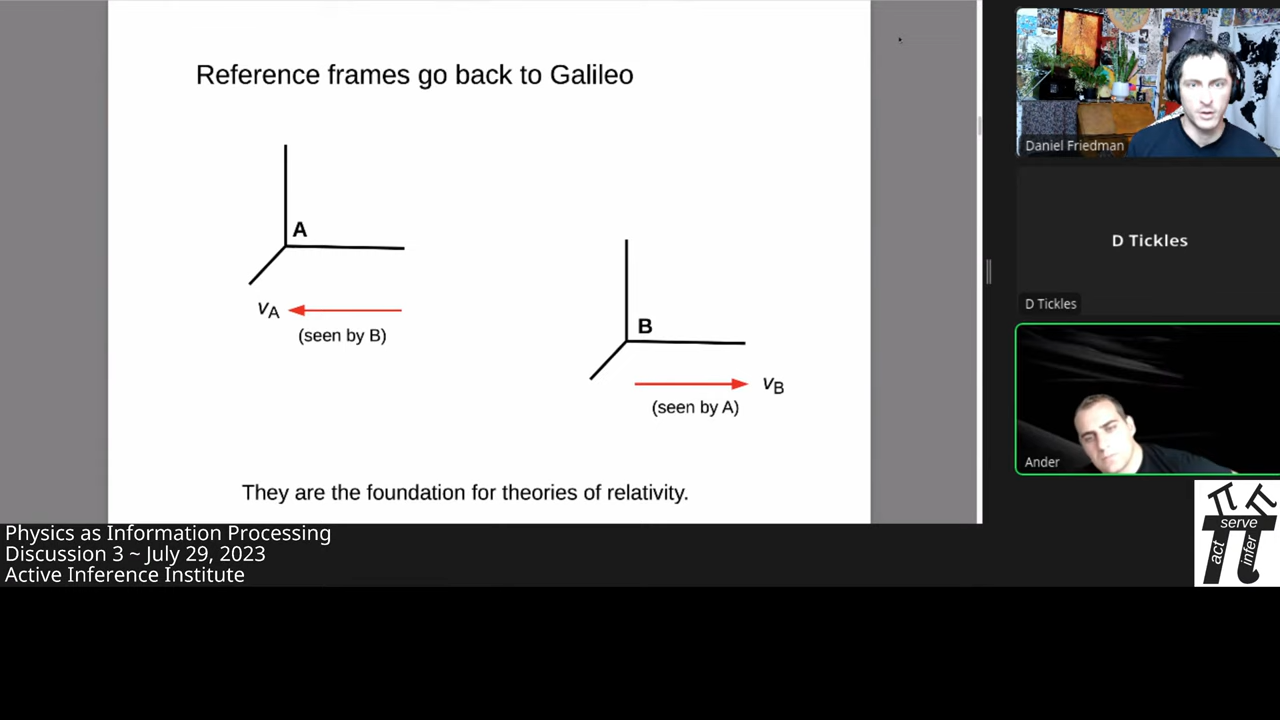 Reference frames go back to Galileo
A
vA
(seen by B)
B
vB
(seen by A)
They are the foundation for theories of relativity.
Daniel Friedman
D Tickles
D Tickles
Ander
Physics as Information Processing
Discussion 3 ~ July 29, 2023
Active Inference Institute
serve
act
infer